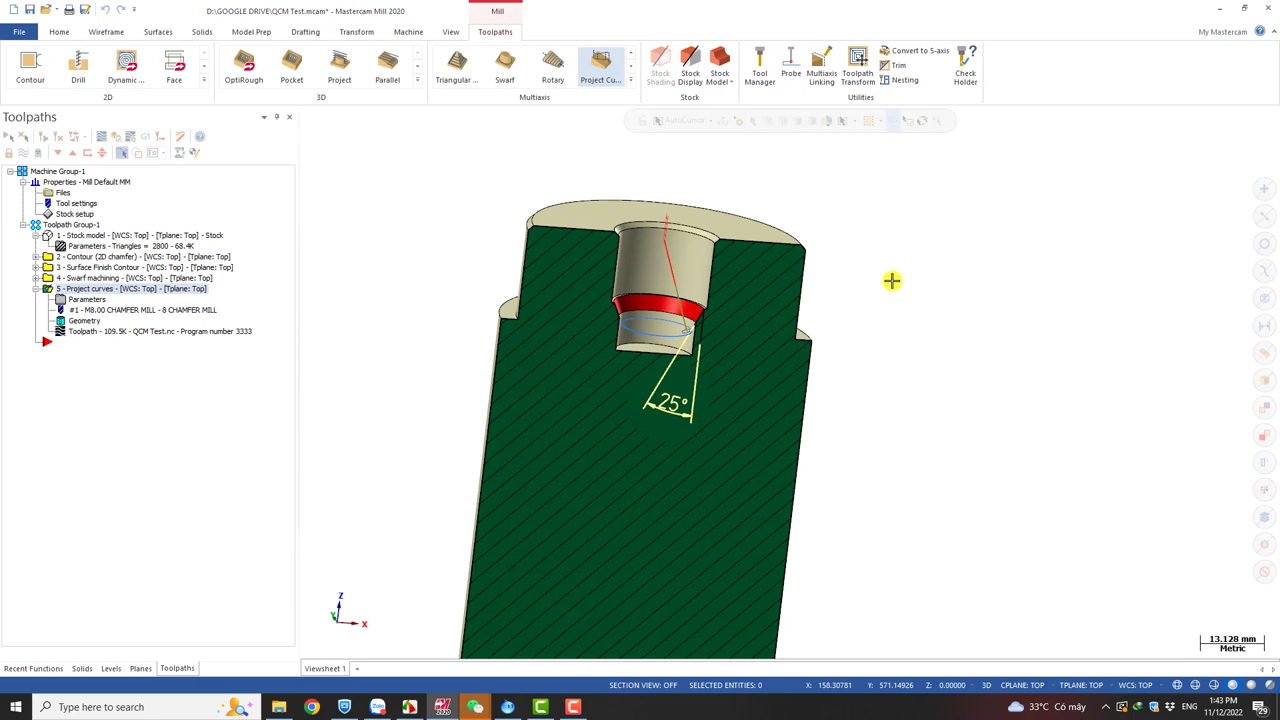 D:\GOOGLE DRIVE\QCM Test.mcam* - Mastercam Mill 2020
Mill
File Home Wireframe Surfaces Solids Model Prep Drafting Transform Machine View Toolpaths My Mastercam
Contour Drill Dynamic ... Face OptiRough Pocket Project Parallel Triangular ... Swarf Rotary Project Cu... Stock Shading Stock Display Stock Model Tool Manager Probe Multiaxis Linking Toolpath Transform Convert to 5-axis Trim Nesting Check Holder
2D 3D Multiaxis Stock Utilities
Toolpaths
AutoCursor
G1
Machine Group-1
Properties - Mill Default MM
Files
Tool settings
Stock setup
Toolpath Group-1
1 - Stock model - [WCS: Top] - [Tplane: Top] - Stock
Parameters - Triangles = 2800 - 68.4K
2 - Contour (2D chamfer) - [WCS: Top] - [Tplane: Top]
3 - Surface Finish Contour - [WCS: Top] - [Tplane: Top]
4 - Swarf machining - [WCS: Top] - [Tplane: Top]
5 - Project curves - [WCS: Top] - [Tplane: Top]
Parameters
#1 - M8.00 CHAMFER MILL - 8 CHAMFER MILL
Geometry
Toolpath - 109.5K - QCM Test.nc - Program number 3333
25°
Z
Y
X
13.128 mm
Metric
Recent Functions Solids Levels Planes Toolpaths Viewsheet 1
SECTION VIEW: OFF SELECTED ENTITIES: 0 X: 158.30781 Y: 571.14926 Z: 0.00000 3D CPLANE: TOP TPLANE: TOP WCS: TOP
Type here to search
33°C Có mây
1:43 PM
11/12/2022
29